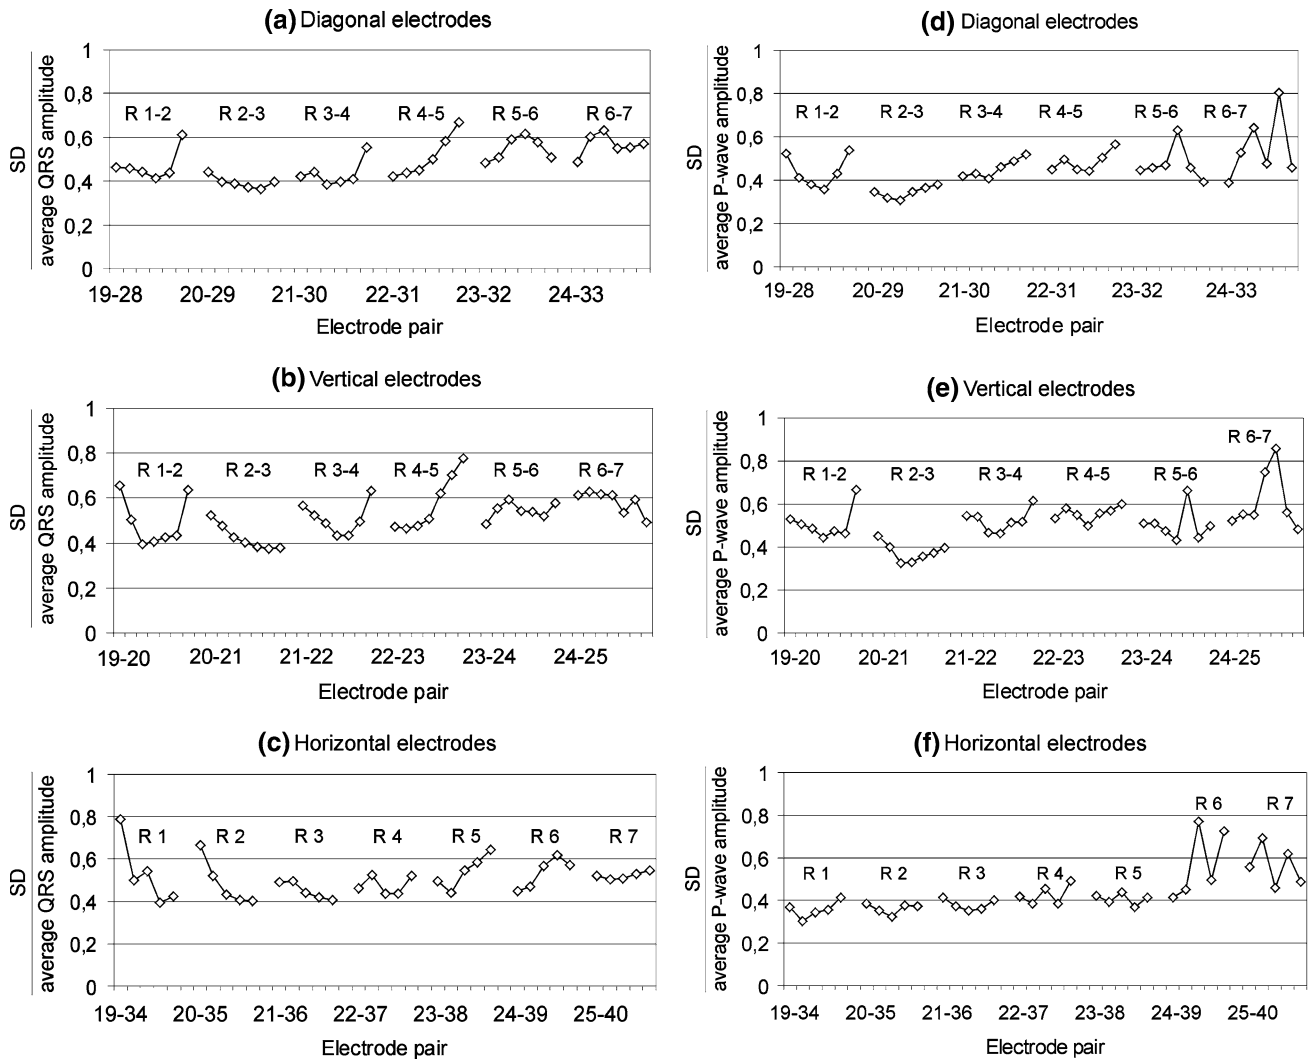 (a) Diagonal electrodes
SD
average QRS amplitude
1
0,8
0,6
0,4
0,2
0
R 1-2 R 2-3 R 3-4 R 4-5 R 5-6 R 6-7
19-28 20-29 21-30 22-31 23-32 24-33
Electrode pair
(d) Diagonal electrodes
SD
average P-wave amplitude
1
0,8
0,6
0,4
0,2
0
R 1-2 R 2-3 R 3-4 R 4-5 R 5-6 R 6-7
19-28 20-29 21-30 22-31 23-32 24-33
Electrode pair
(b) Vertical electrodes
SD
average QRS amplitude
1
0,8
0,6
0,4
0,2
0
R 1-2 R 2-3 R 3-4 R 4-5 R 5-6 R 6-7
19-20 20-21 21-22 22-23 23-24 24-25
Electrode pair
(e) Vertical electrodes
SD
average P-wave amplitude
1
0,8
0,6
0,4
0,2
0
R 6-7
R 1-2 R 2-3 R 3-4 R 4-5 R 5-6
19-20 20-21 21-22 22-23 23-24 24-25
Electrode pair
(c) Horizontal electrodes
SD
average QRS amplitude
1
0,8
0,6
0,4
0,2
0
R 1 R 2 R 3 R 4 R 5 R 6 R 7
19-34 20-35 21-36 22-37 23-38 24-39 25-40
Electrode pair
(f) Horizontal electrodes
SD
average P-wave amplitude
1
0,8
0,6
0,4
0,2
0
R 6 R 7
R 1 R 2 R 3 R 4 R 5
19-34 20-35 21-36 22-37 23-38 24-39 25-40
Electrode pair